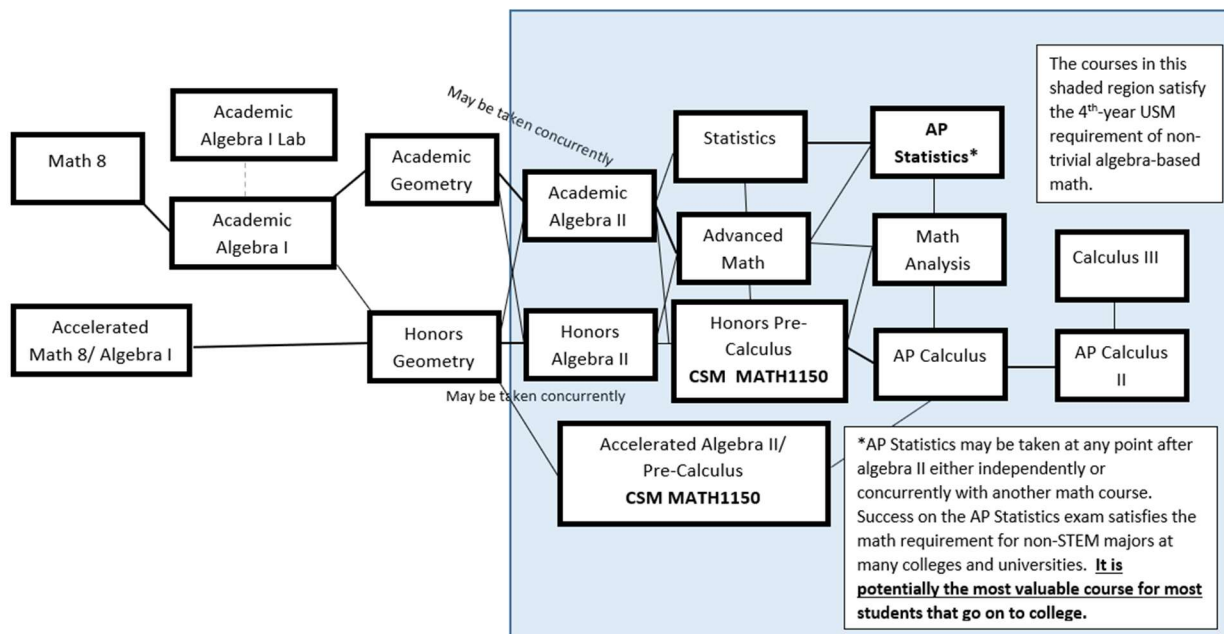 Math 8
Academic
Algebra I Lab
Academic
Algebra I
Accelerated
Math 8/ Algebra I
Academic
Geometry
Honors
Geometry
May be taken concurrently
Academic
Algebra II
Honors
Algebra II
May be taken concurrently
Accelerated Algebra II/
Pre-Calculus
CSM MATH1150
Statistics
Advanced
Math
Honors Pre-
Calculus
CSM MATH1150
AP
Statistics*
Math
Analysis
AP Calculus
Calculus III
AP Calculus
II
The courses in this
shaded region satisfy
the 4th-year USM
requirement of non-
trivial algebra-based
math.
*AP Statistics may be taken at any point after
algebra II either independently or
concurrently with another math course.
Success on the AP Statistics exam satisfies the
math requirement for non-STEM majors at
many colleges and universities. It is
potentially the most valuable course for most
students that go on to college.